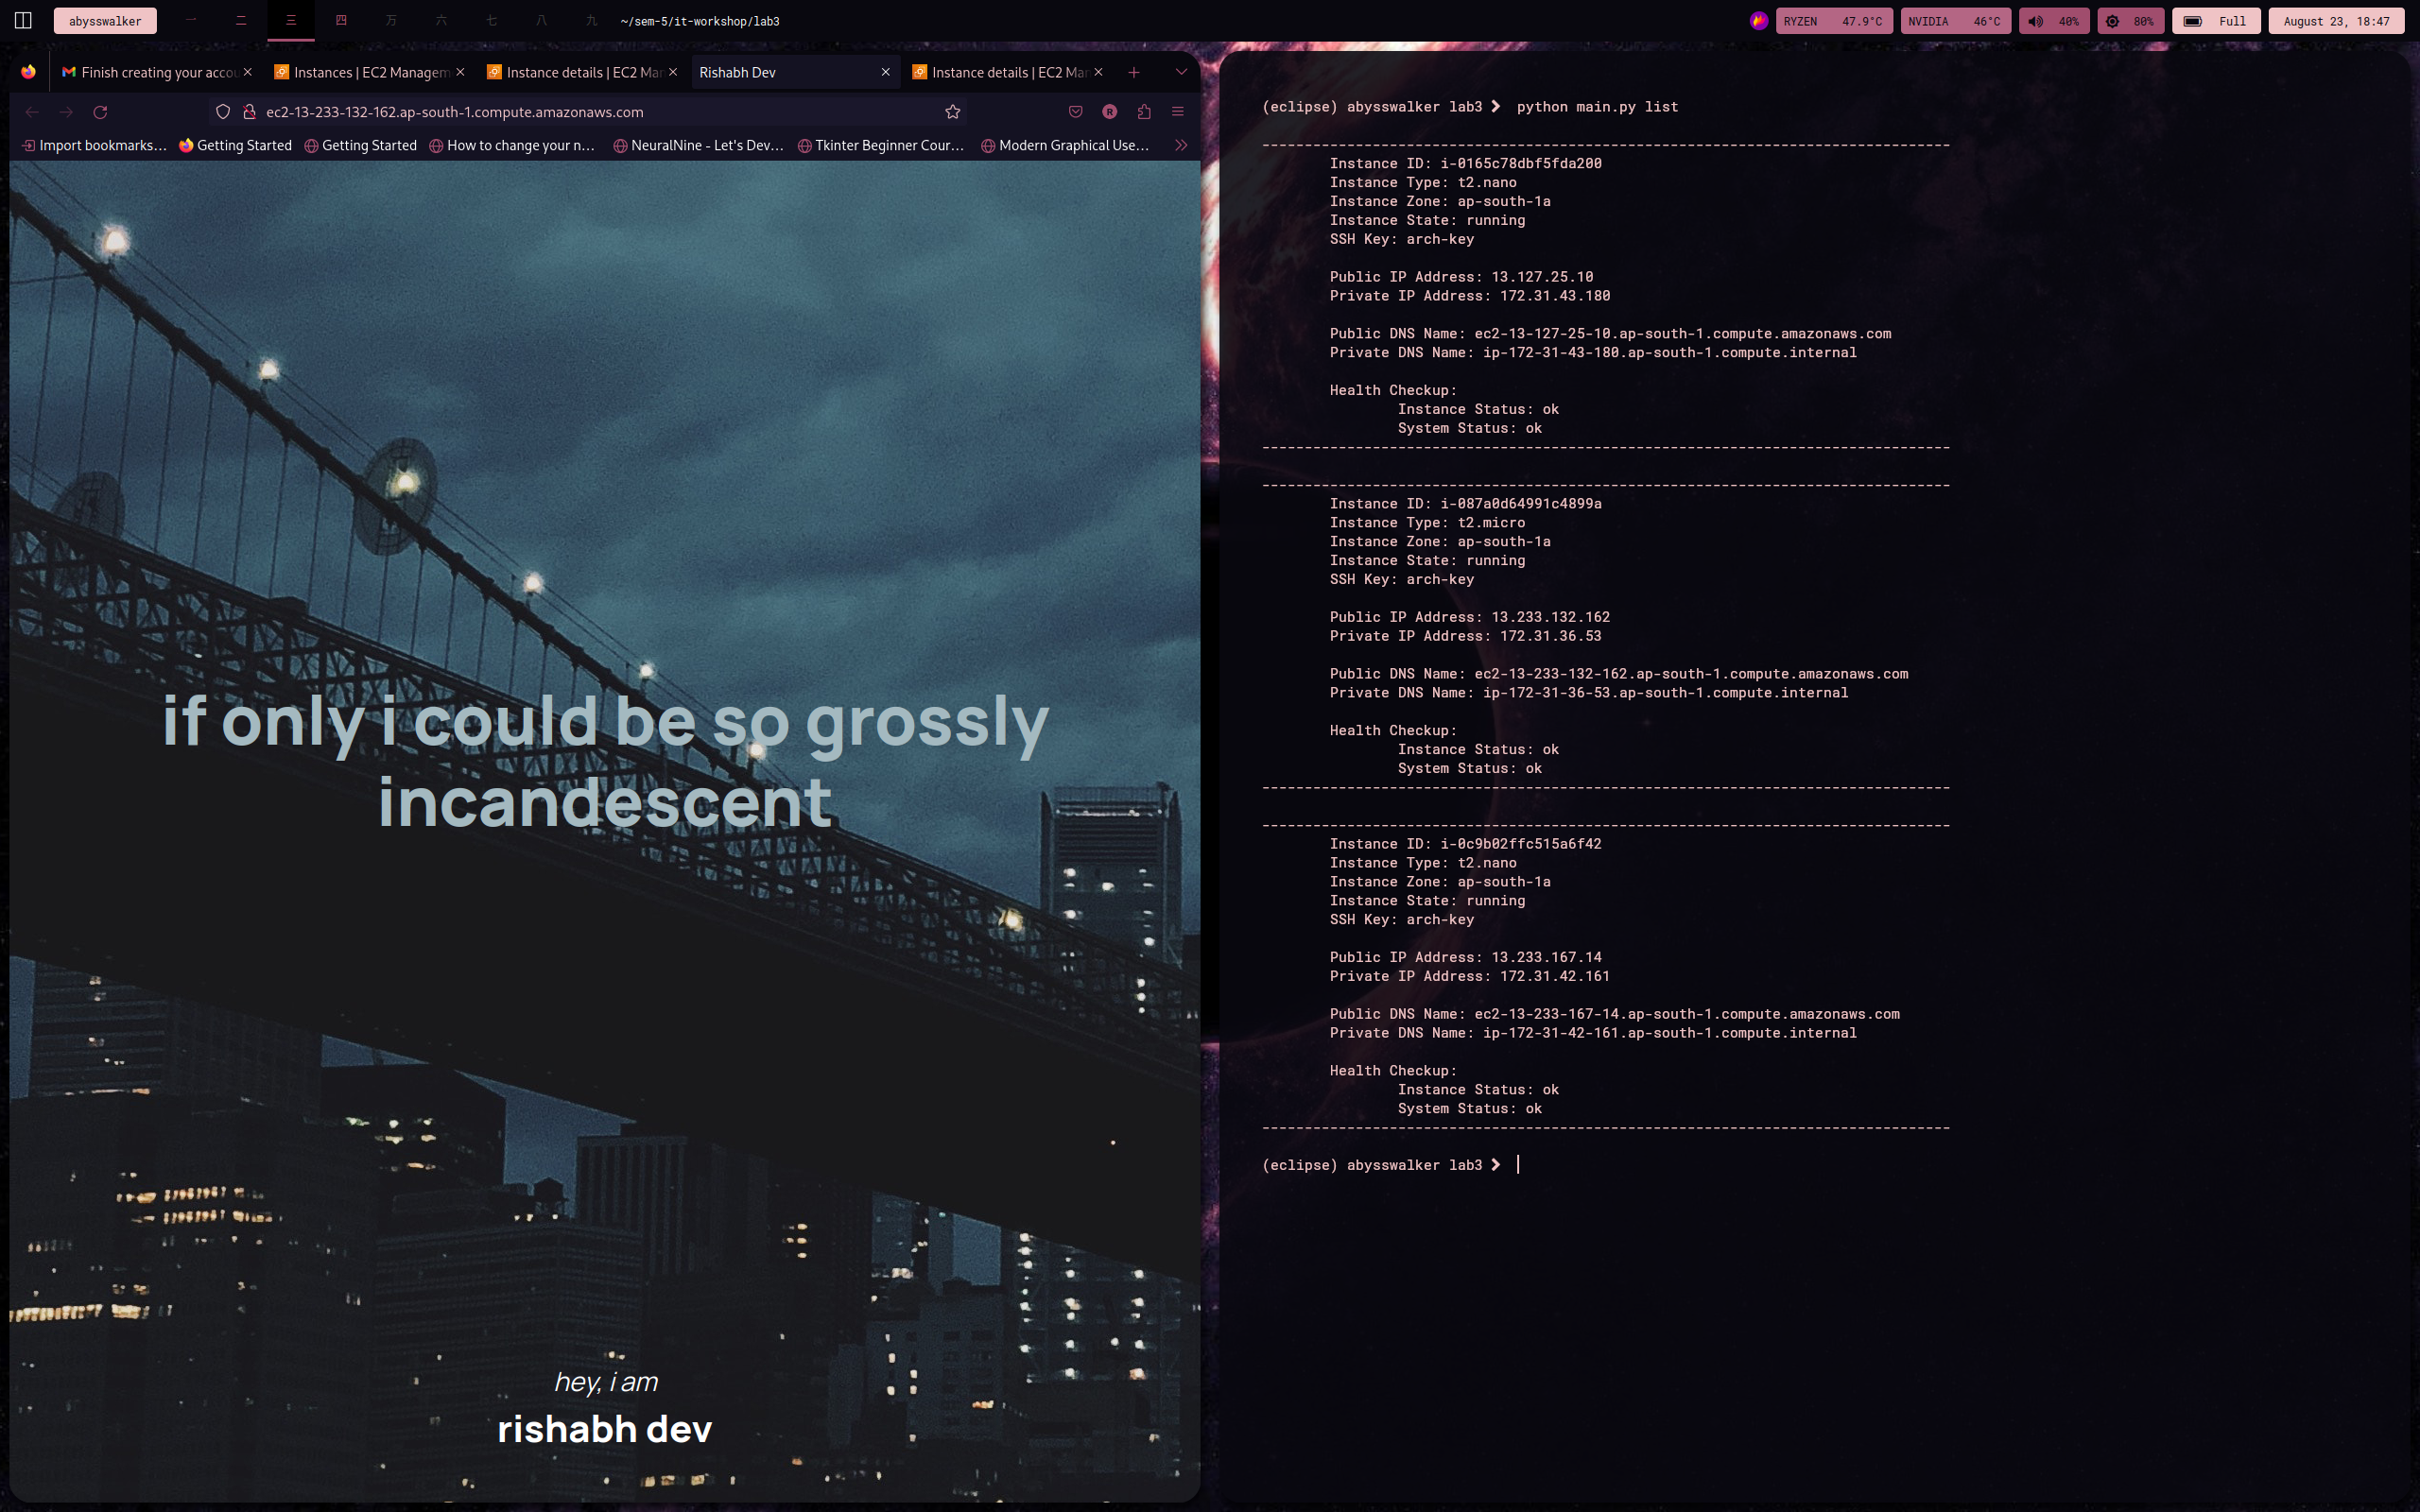 abysswalker 一 二 三 四 万 六 七 八 九 ~/sem-5/it-workshop/lab3
RYZEN 47.9°C NVIDIA 46°C 40% 80% Full August 23, 18:47
Finish creating your accou Instances | EC2 Managem Instance details | EC2 Mar Rishabh Dev Instance details | EC2 Mar
ec2-13-233-132-162.ap-south-1.compute.amazonaws.com R
Import bookmarks... Getting Started Getting Started How to change your n... NeuralNine - Let's Dev... Tkinter Beginner Cour... Modern Graphical Use...
if only i could be so grossly
incandescent
hey, i am
rishabh dev
(eclipse) abysswalker lab3 > python main.py list
--------------------------------------------------------------------------------
Instance ID: i-0165c78dbf5fda200
Instance Type: t2.nano
Instance Zone: ap-south-1a
Instance State: running
SSH Key: arch-key
Public IP Address: 13.127.25.10
Private IP Address: 172.31.43.180
Public DNS Name: ec2-13-127-25-10.ap-south-1.compute.amazonaws.com
Private DNS Name: ip-172-31-43-180.ap-south-1.compute.internal
Health Checkup:
Instance Status: ok
System Status: ok
--------------------------------------------------------------------------------
--------------------------------------------------------------------------------
Instance ID: i-087a0d64991c4899a
Instance Type: t2.micro
Instance Zone: ap-south-1a
Instance State: running
SSH Key: arch-key
Public IP Address: 13.233.132.162
Private IP Address: 172.31.36.53
Public DNS Name: ec2-13-233-132-162.ap-south-1.compute.amazonaws.com
Private DNS Name: ip-172-31-36-53.ap-south-1.compute.internal
Health Checkup:
Instance Status: ok
System Status: ok
--------------------------------------------------------------------------------
--------------------------------------------------------------------------------
Instance ID: i-0c9b02ffc515a6f42
Instance Type: t2.nano
Instance Zone: ap-south-1a
Instance State: running
SSH Key: arch-key
Public IP Address: 13.233.167.14
Private IP Address: 172.31.42.161
Public DNS Name: ec2-13-233-167-14.ap-south-1.compute.amazonaws.com
Private DNS Name: ip-172-31-42-161.ap-south-1.compute.internal
Health Checkup:
Instance Status: ok
System Status: ok
--------------------------------------------------------------------------------
(eclipse) abysswalker lab3 >